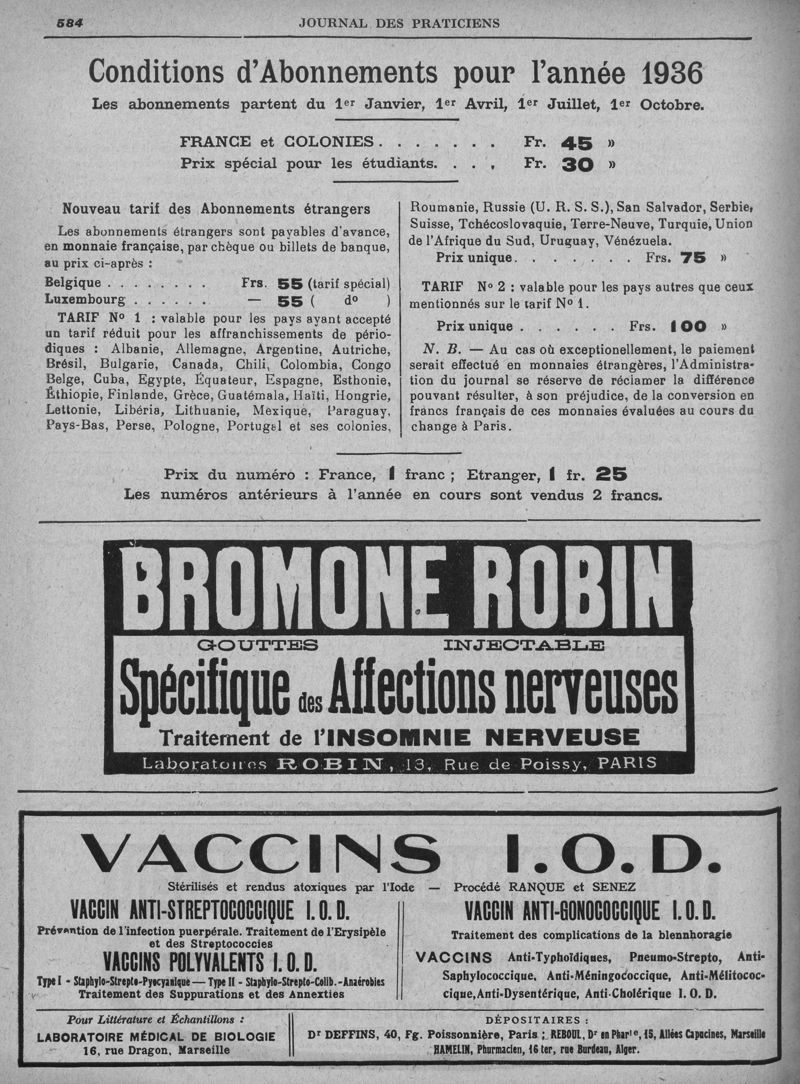 584
JOURNAL DES PRATICIENS
Conditions d'Abonnements pour l'année 1936
Les abonnements partent du 1er Janvier, 1er Avril, 1er Juillet, 1er Octobre.
FRANCE et COLONIES . . . . . . . Fr. 45 »
Prix spécial pour les étudiants. . . . Fr. 30 »
Nouveau tarif des Abonnements étrangers
Les abonnements étrangers sont payables d'avance,
en monnaie française, par chèque ou billets de banque,
au prix ci-après :
Belgique . . . . . . . . Frs. 55 (tarif spécial)
Luxembourg . . . . . . — 55 ( do )
TARIF No 1 : valable pour les pays ayant accepté
un tarif réduit pour les affranchissements de pério-
diques : Albanie, Allemagne, Argentine, Autriche,
Brésil, Bulgarie, Canada, Chili, Colombia, Congo
Belge, Cuba, Egypte, Équateur, Espagne, Esthonie,
Éthiopie, Finlande, Grèce, Guatémala, Haïti, Hongrie,
Lettonie, Libéria, Lithuanie, Mexique, Paraguay,
Pays-Bas, Perse, Pologne, Portugal et ses colonies,
Roumanie, Russie (U. R. S. S.), San Salvador, Serbie,
Suisse, Tchécoslovaquie, Terre-Neuve, Turquie, Union
de l'Afrique du Sud, Uruguay, Vénézuela.
Prix unique. . . . . . . . Frs. 75 »
TARIF No 2 : valable pour les pays autres que ceux
mentionnés sur le tarif No 1.
Prix unique . . . . . . Frs. 100 »
N. B. — Au cas où exceptionellement, le paiement
serait effectué en monnaies étrangères, l'Administra-
tion du journal se réserve de réclamer la différence
pouvant résulter, à son préjudice, de la conversion en
francs français de ces monnaies évaluées au cours du
change à Paris.
Prix du numéro : France, 1 franc ; Etranger, 1 fr. 25
Les numéros antérieurs à l'année en cours sont vendus 2 francs.
BROMONE ROBIN
GOUTTES INJECTABLE
Spécifique des Affections nerveuses
Traitement de l'INSOMNIE NERVEUSE
Laboratoires ROBIN, 13, Rue de Poissy, PARIS
VACCINS I.O.D.
Stérilisés et rendus atoxiques par l'Iode — Procédé RANQUE et SENEZ
VACCIN ANTI-STREPTOCOCCIQUE I.O.D.
Prévention de l'infection puerpérale. Traitement de l'Erysipèle
et des Streptococcies
VACCINS POLYVALENTS I.O.D.
Type I - Staphylo-Strepto-Pyocyanique — Type II - Staphylo-Strepto-Colib. - Anaérobies
Traitement des Suppurations et des Annexties
VACCIN ANTI-GONOCOCCIQUE I.O.D.
Traitement des complications de la blennhoragie
VACCINS Anti-Typhoïdiques, Pneumo-Strepto, Anti-
Saphylococcique, Anti-Méningococcique, Anti-Mélitococ-
cique, Anti-Dysentérique, Anti-Cholérique I. O. D.
Pour Littérature et Échantillons :
LABORATOIRE MÉDICAL DE BIOLOGIE
16, rue Dragon, Marseille
DÉPOSITAIRES :
Dr DEFFINS, 40, Fg. Poissonnière, Paris ; REBOUL, Dr en Phar1e, 15, Allées Capucines, Marseille
HAMELIN, Phurmacien, 16 ter, rue Burdeau, Alger.